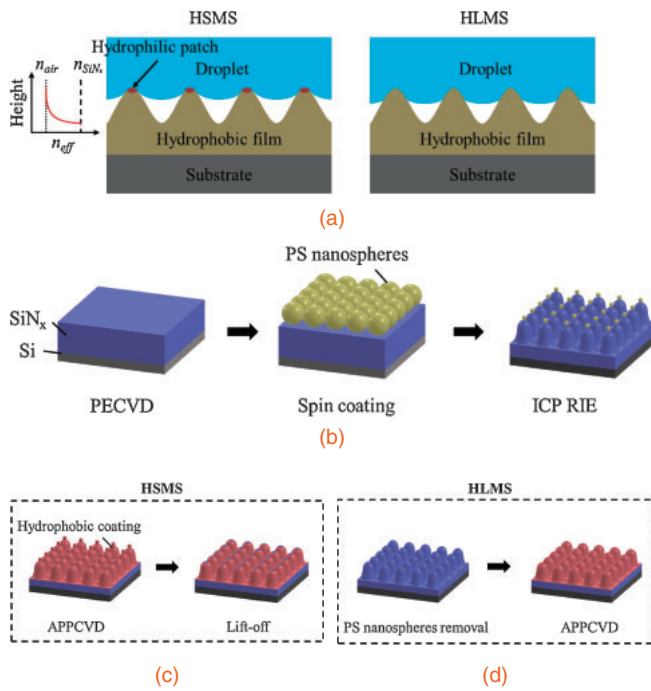 HSMS
HLMS
Hydrophilic patch
n_air
n_SiNx
Height
Droplet
Droplet
n_eff
Hydrophobic film
Hydrophobic film
Substrate
Substrate
(a)
PS nanospheres
SiNx
Si
PECVD
Spin coating
ICP RIE
(b)
HSMS
HLMS
Hydrophobic coating
APPCVD
Lift-off
PS nanospheres removal
APPCVD
(c)
(d)